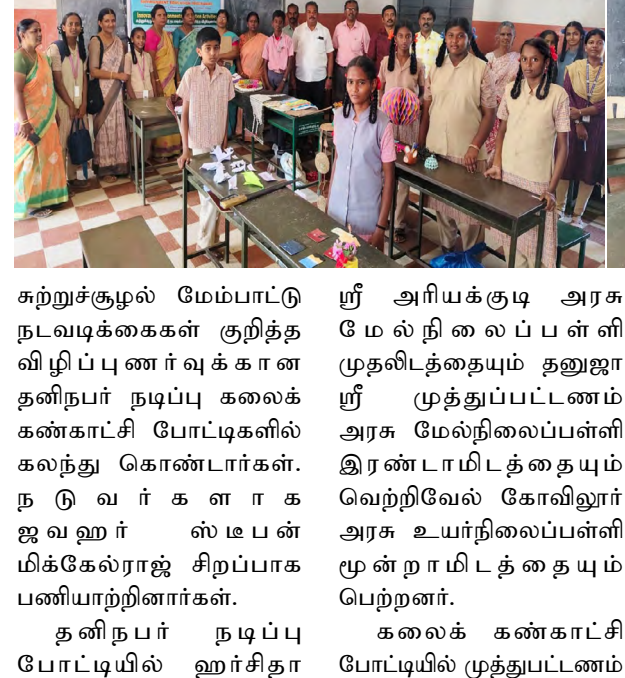 சுற்றுச்சூழல் மேம்பாட்டு
நடவடிக்கைகள் குறித்த
விழிப்புணர்வுக்கான
தனிநபர் நடிப்பு கலைக்
கண்காட்சி போட்டிகளில்
கலந்து கொண்டார்கள்.
நடுவர்களாக
ஜவஹர் ஸ்டீபன்
மிக்கேல்ராஜ் சிறப்பாக
பணியாற்றினார்கள்.
தனிநபர் நடிப்பு
போட்டியில் ஹர்சிதா
ஸ்ரீ அரியக்குடி அரசு
மேல்நிலைப்பள்ளி
முதலிடத்தையும் தனுஜா
ஸ்ரீ முத்துப்பட்டணம்
அரசு மேல்நிலைப்பள்ளி
இரண்டாமிடத்தையும்
வெற்றிவேல் கோவிலூர்
அரசு உயர்நிலைப்பள்ளி
மூன்றாமிடத்தையும்
பெற்றனர்.
கலைக் கண்காட்சி
போட்டியில் முத்துபட்டணம்